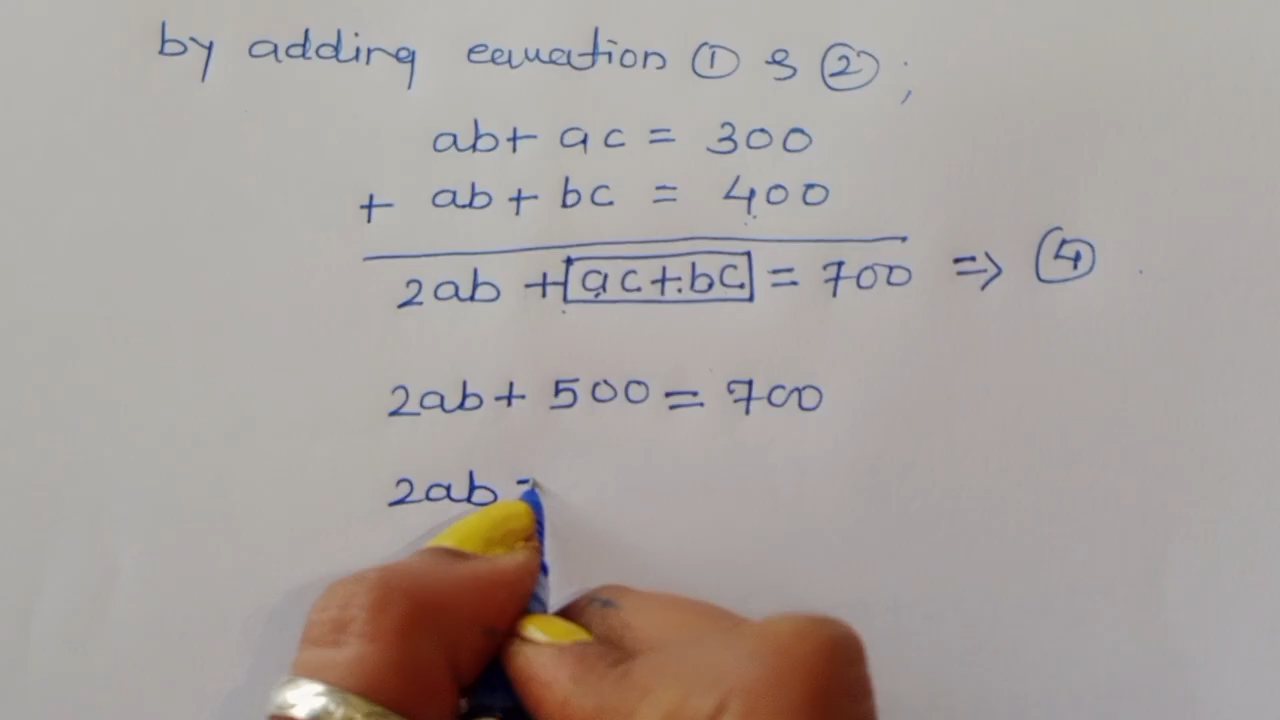 by adding equation ① & ② ;
ab + ac = 300
+ ab + bc = 400
2ab + ac + bc = 700 => ④
2ab + 500 = 700
2ab =